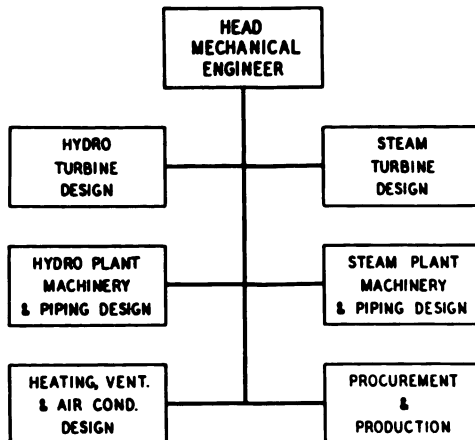 HEAD
MECHANICAL
ENGINEER
HYDRO
TURBINE
DESIGN
STEAM
TURBINE
DESIGN
HYDRO PLANT
MACHINERY
& PIPING DESIGN
STEAM PLANT
MACHINERY
& PIPING DESIGN
HEATING, VENT.
& AIR COND.
DESIGN
PROCUREMENT
&
PRODUCTION